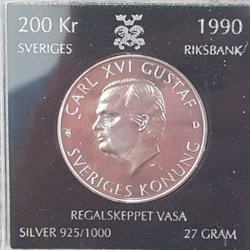 200 Kr 1990
SVERIGES RIKSBANK
CARL XVI GUSTAF
SVERIGES KONUNG
REGALSKEPPET VASA
SILVER 925/1000 27 GRAM